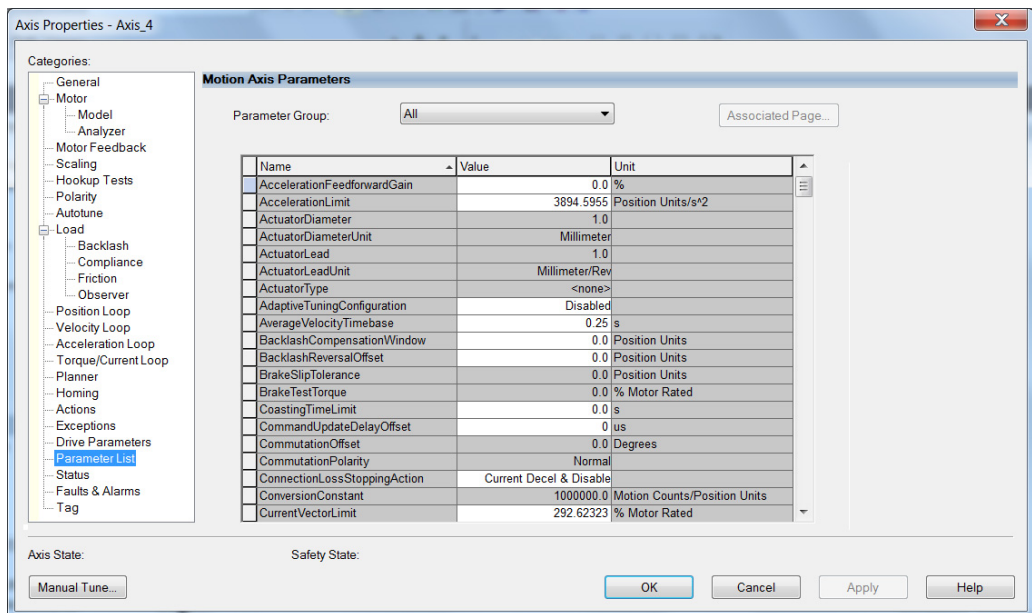 Axis Properties - Axis_4
Categories:
General
Motor
Model
Analyzer
Motor Feedback
Scaling
Hookup Tests
Polarity
Autotune
Load
Backlash
Compliance
Friction
Observer
Position Loop
Velocity Loop
Acceleration Loop
Torque/Current Loop
Planner
Homing
Actions
Exceptions
Drive Parameters
Parameter List
Status
Faults & Alarms
Tag
Motion Axis Parameters
Parameter Group: All Associated Page...
Name Value Unit
AccelerationFeedforwardGain 0.0 %
AccelerationLimit 3894.5955 Position Units/s^2
ActuatorDiameter 1.0
ActuatorDiameterUnit Millimeter
ActuatorLead 1.0
ActuatorLeadUnit Millimeter/Rev
ActuatorType <none>
AdaptiveTuningConfiguration Disabled
AverageVelocityTimebase 0.25 s
BacklashCompensationWindow 0.0 Position Units
BacklashReversalOffset 0.0 Position Units
BrakeSlipTolerance 0.0 Position Units
BrakeTestTorque 0.0 % Motor Rated
CoastingTimeLimit 0.0 s
CommandUpdateDelayOffset 0 us
CommutationOffset 0.0 Degrees
CommutationPolarity Normal
ConnectionLossStoppingAction Current Decel & Disable
ConversionConstant 1000000.0 Motion Counts/Position Units
CurrentVectorLimit 292.62323 % Motor Rated
Axis State: Safety State:
Manual Tune... OK Cancel Apply Help